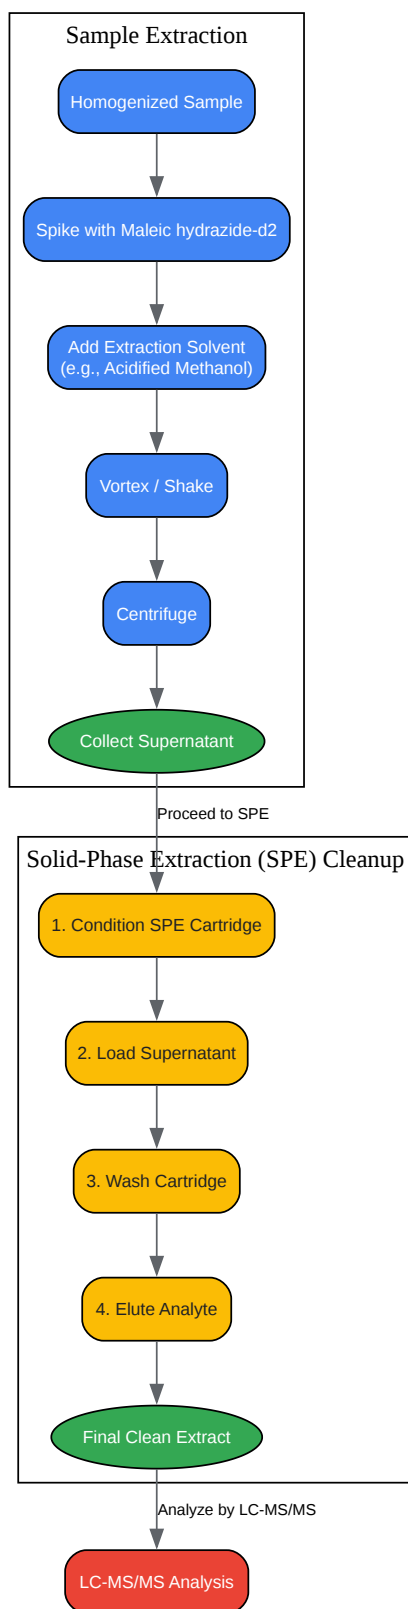 Sample Extraction
Homogenized Sample
Spike with Maleic hydrazide-d2
Add Extraction Solvent
(e.g., Acidified Methanol)
Vortex / Shake
Centrifuge
Collect Supernatant
Proceed to SPE
Solid-Phase Extraction (SPE) Cleanup
1. Condition SPE Cartridge
2. Load Supernatant
3. Wash Cartridge
4. Elute Analyte
Final Clean Extract
Analyze by LC-MS/MS
LC-MS/MS Analysis